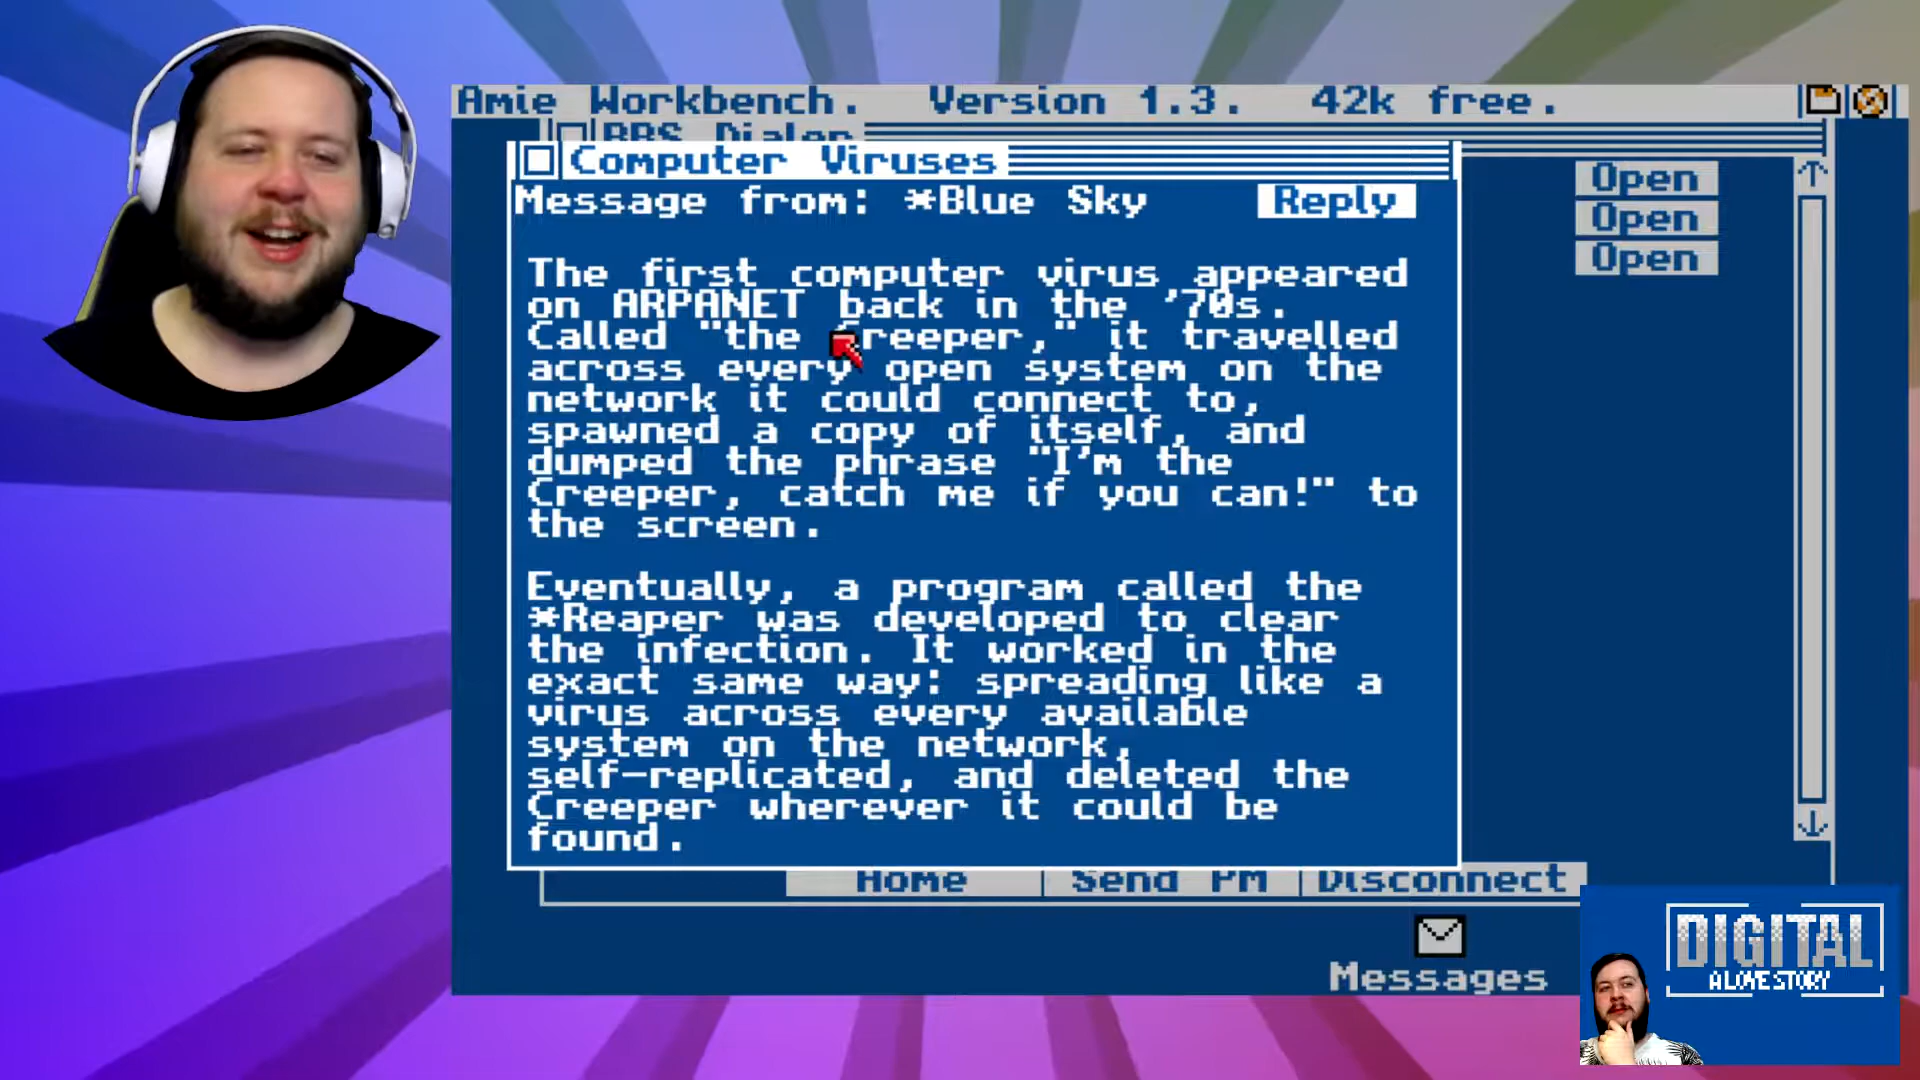 Amie Workbench. Version 1.3. 42k free.
BBS Dialer
Computer Viruses
Message from: *Blue Sky
Reply
Open
Open
Open
The first computer virus appeared
on ARPANET back in the '70s.
Called "the Creeper," it travelled
across every open system on the
network it could connect to,
spawned a copy of itself, and
dumped the phrase "I'm the
Creeper, catch me if you can!" to
the screen.
Eventually, a program called the
*Reaper was developed to clear
the infection. It worked in the
exact same way: spreading like a
virus across every available
system on the network,
self-replicated, and deleted the
Creeper wherever it could be
found.
Home
Send PM
Disconnect
Messages
DIGITAL
A LOVE STORY